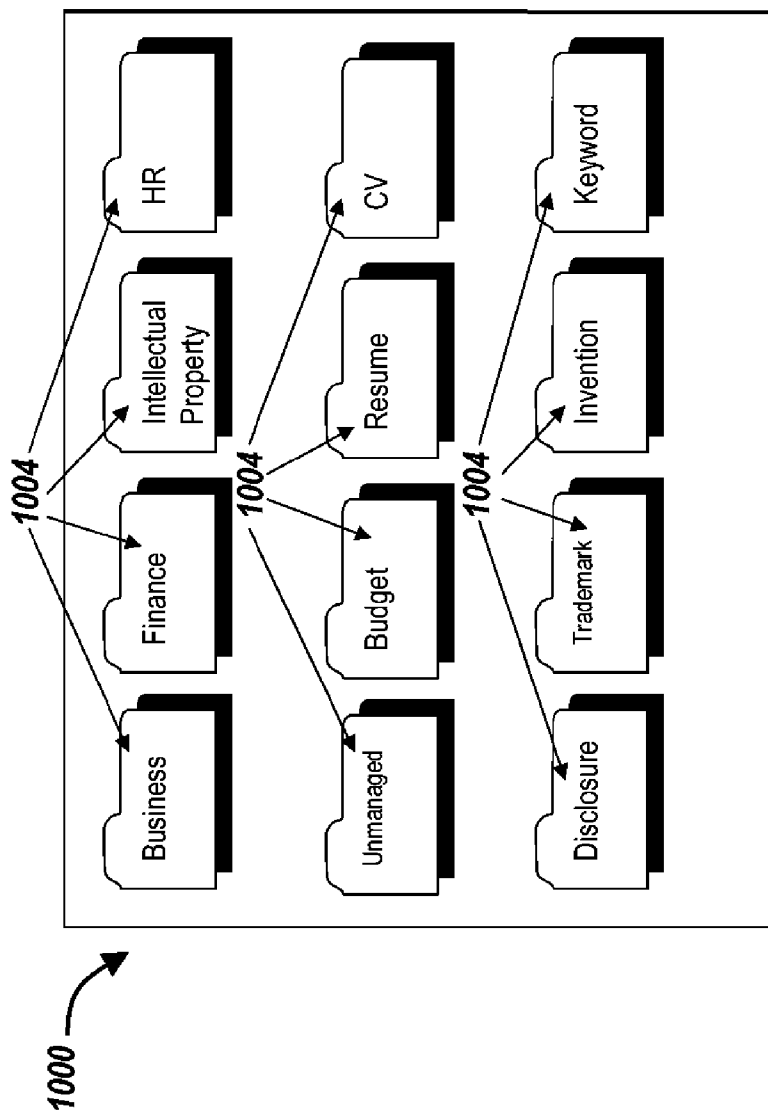 1000
1004
Business
Finance
Intellectual
Property
HR
1004
Unmanaged
Budget
Resume
CV
1004
Disclosure
Trademark
Invention
Keyword